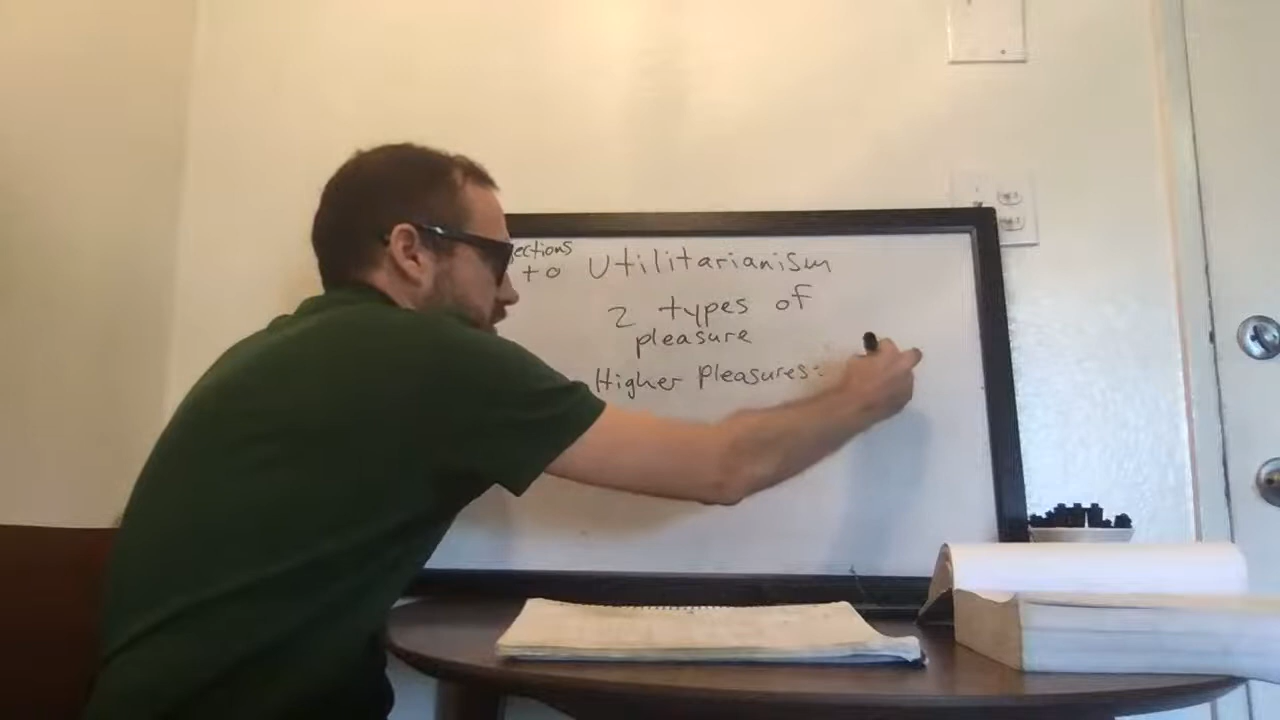 ections
to Utilitarianism
2 types of
pleasure
Higher Pleasures: